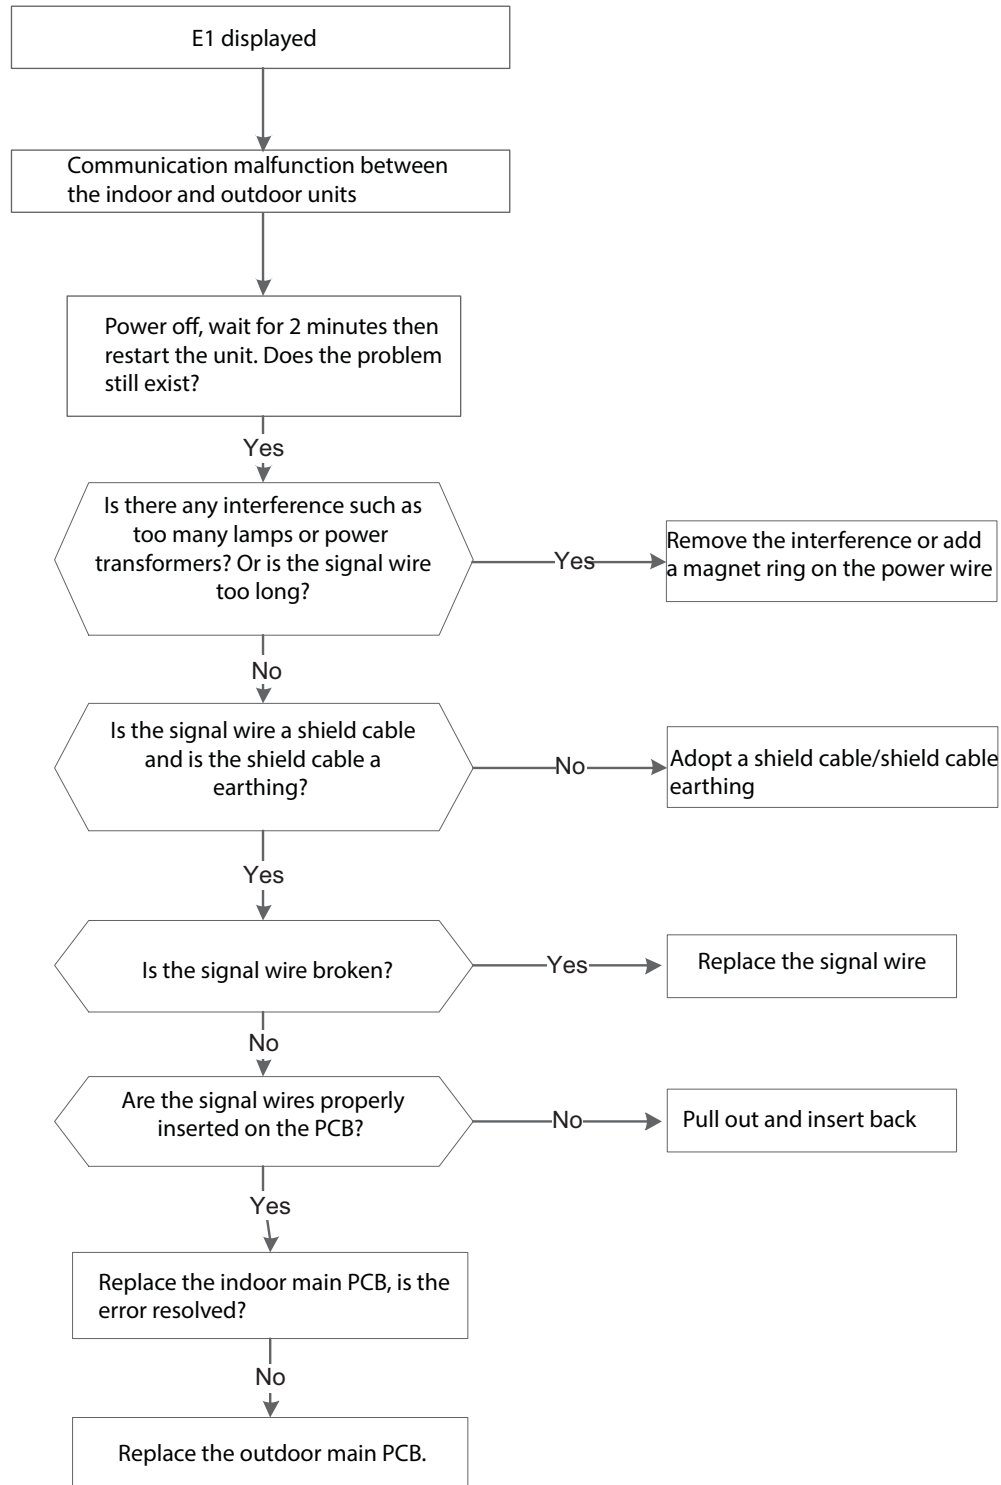 E1 displayed
Communication malfunction between
the indoor and outdoor units
Power off, wait for 2 minutes then
restart the unit. Does the problem
still exist?
Yes
Is there any interference such as
too many lamps or power
transformers? Or is the signal wire
too long?
Yes
Remove the interference or add
a magnet ring on the power wire
No
Is the signal wire a shield cable
and is the shield cable a
earthing?
No
Adopt a shield cable/shield cable
earthing
Yes
Is the signal wire broken?
Yes
Replace the signal wire
No
Are the signal wires properly
inserted on the PCB?
No
Pull out and insert back
Yes
Replace the indoor main PCB, is the
error resolved?
No
Replace the outdoor main PCB.